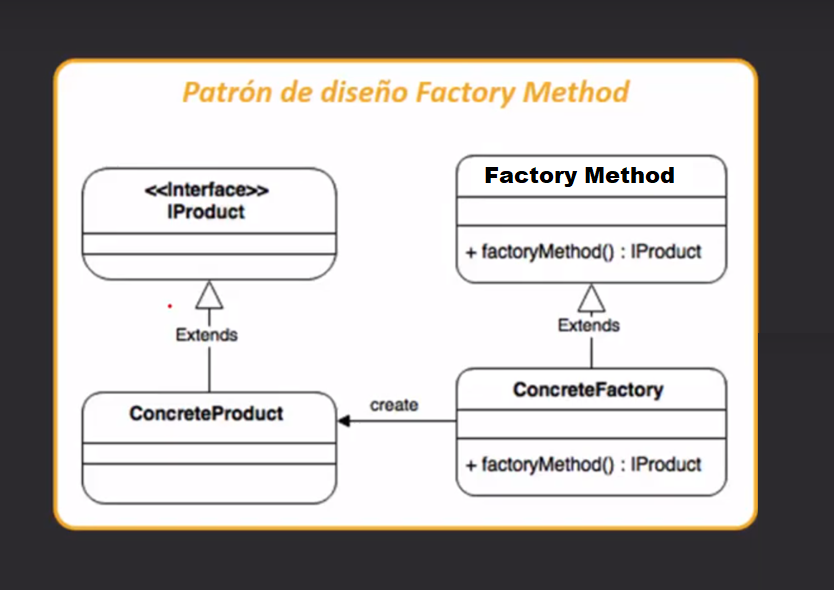 Patrón de diseño Factory Method
<<Interface>>
IProduct
Factory Method
+ factoryMethod() : IProduct
Extends
Extends
ConcreteProduct
create
ConcreteFactory
+ factoryMethod() : IProduct